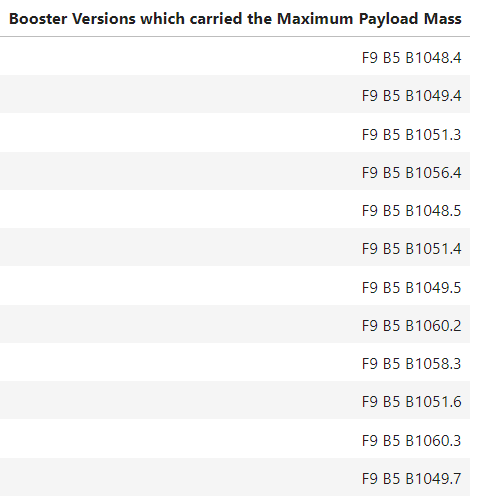 Booster Versions which carried the Maximum Payload Mass
F9 B5 B1048.4
F9 B5 B1049.4
F9 B5 B1051.3
F9 B5 B1056.4
F9 B5 B1048.5
F9 B5 B1051.4
F9 B5 B1049.5
F9 B5 B1060.2
F9 B5 B1058.3
F9 B5 B1051.6
F9 B5 B1060.3
F9 B5 B1049.7